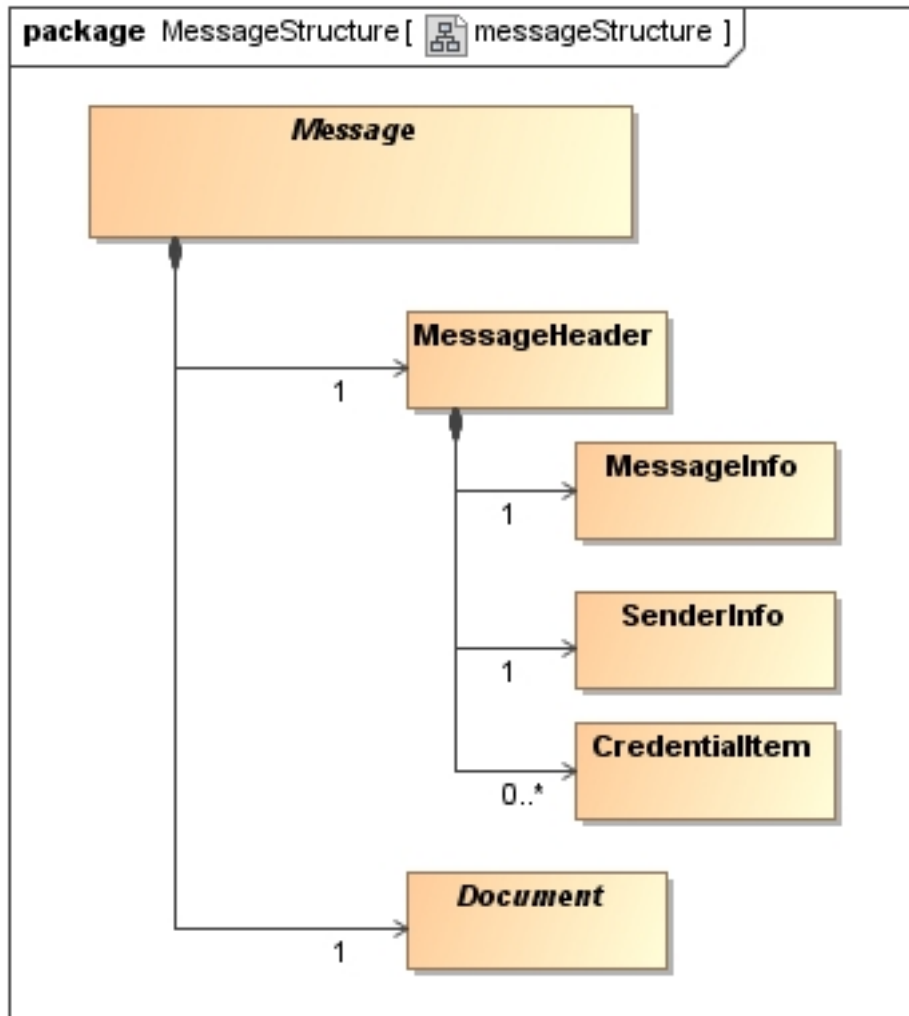 package MessageStructure [ messageStructure ]
Message
MessageHeader
1
MessageInfo
1
SenderInfo
1
CredentialItem
0..*
Document
1